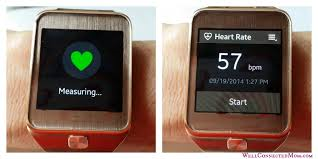 Measuring...
Heart Rate
57 bpm
09/19/2014 1:27 PM
Start
WellConnectedMom.com